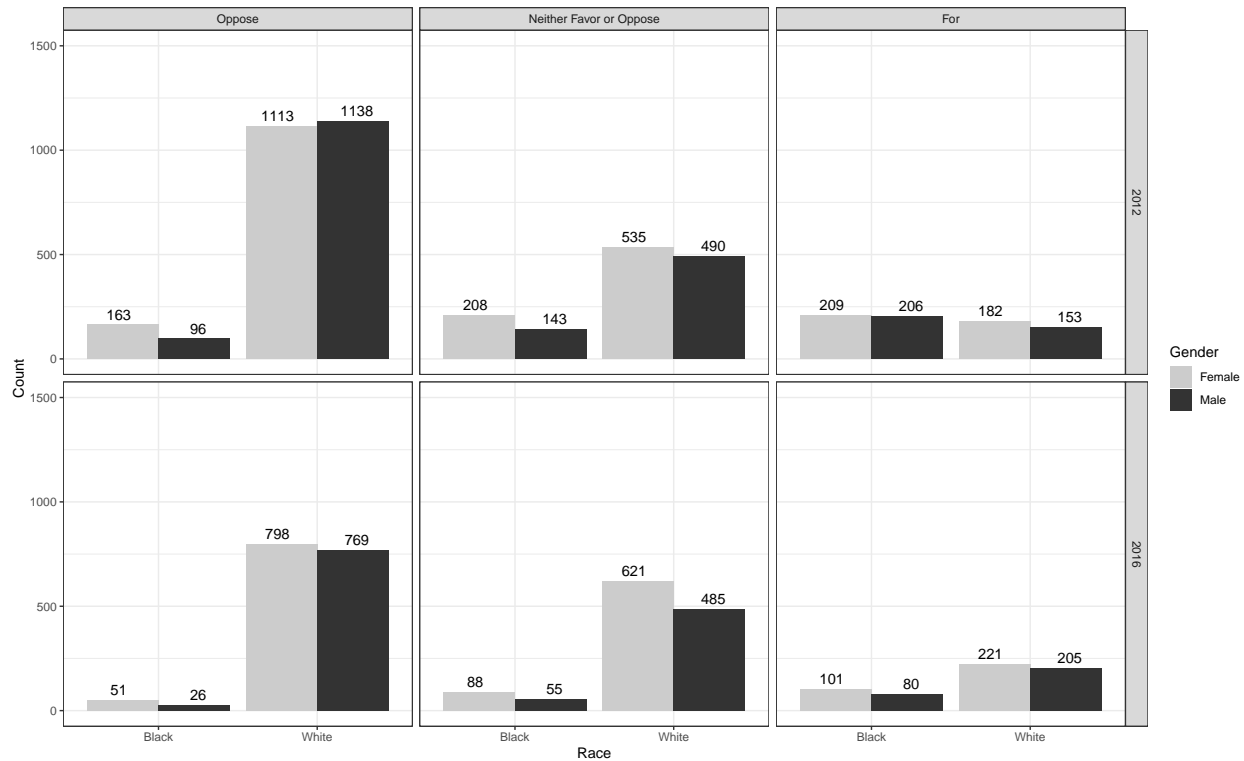 Oppose
Neither Favor or Oppose
For
1500
1000
500
0
163
96
1113
1138
208
143
535
490
209
206
182
153
2012
1500
1000
500
0
51
26
798
769
88
55
621
485
101
80
221
205
2016
Count
Black
White
Black
White
Black
White
Race
Gender
Female
Male